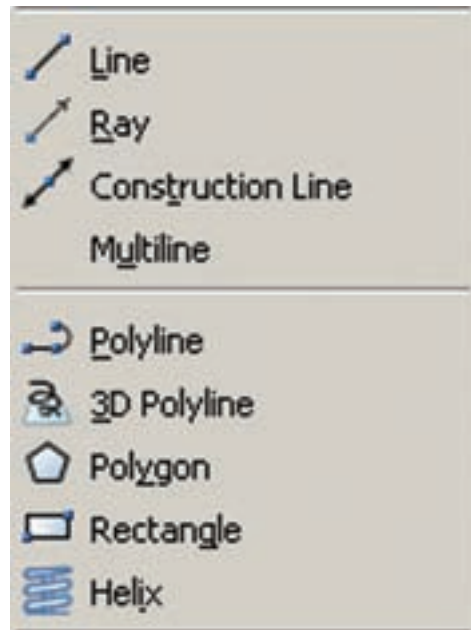 Line
Ray
Construction Line
Multiline
Polyline
3D Polyline
Polygon
Rectangle
Helix